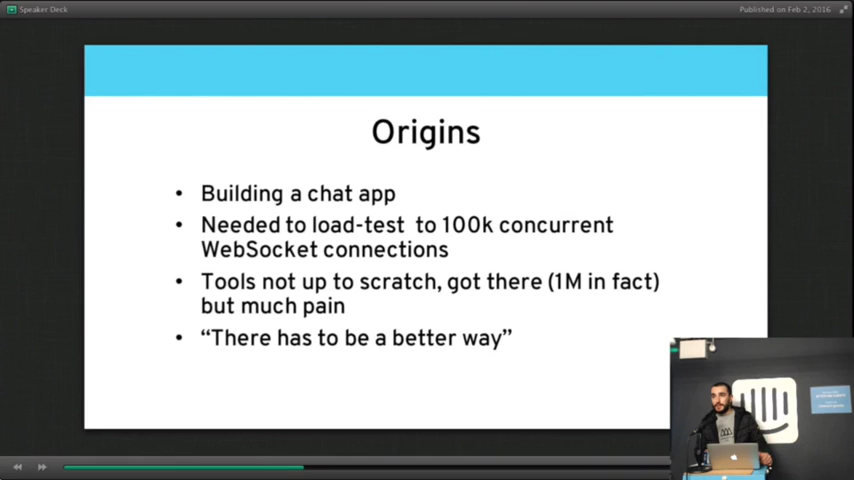 Speaker Deck
Published on Feb 2, 2016
Origins
• Building a chat app
• Needed to load-test to 100k concurrent
WebSocket connections
• Tools not up to scratch, got there (1M in fact)
but much pain
• “There has to be a better way”